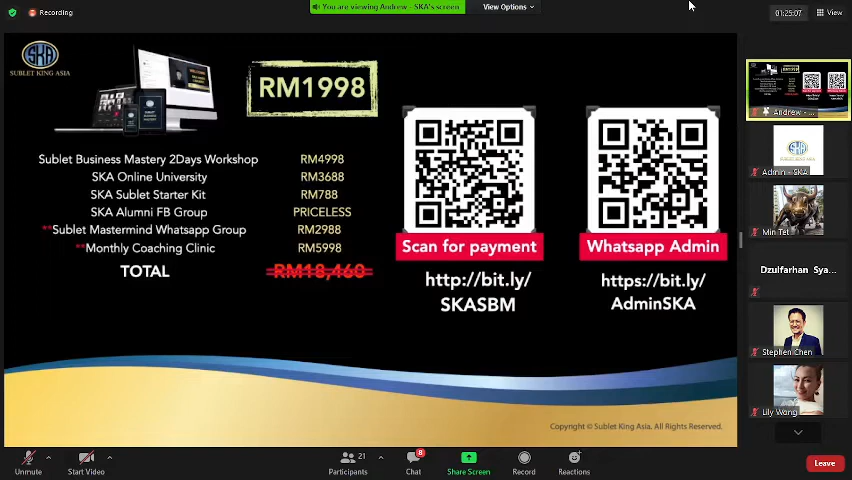 Recording
You are viewing Andrew - SKA's screen
View Options
01:25:07
View
SKA
SUBLET KING ASIA
RM1998
Sublet Business Mastery 2Days Workshop RM4998
SKA Online University RM3688
SKA Sublet Starter Kit RM788
SKA Alumni FB Group PRICELESS
**Sublet Mastermind Whatsapp Group RM2988
**Monthly Coaching Clinic RM5998
TOTAL RM18,460
Scan for payment
http://bit.ly/
SKASBM
Whatsapp Admin
https://bit.ly/
AdminSKA
Copyright © Sublet King Asia. All Rights Reserved.
Andrew - ...
Admin - SKA
Min Tet
Dzulfarhan Sya...
Stephen Chen
Lily Wang
Unmute
Start Video
21
Participants
8
Chat
Share Screen
Record
Reactions
Leave